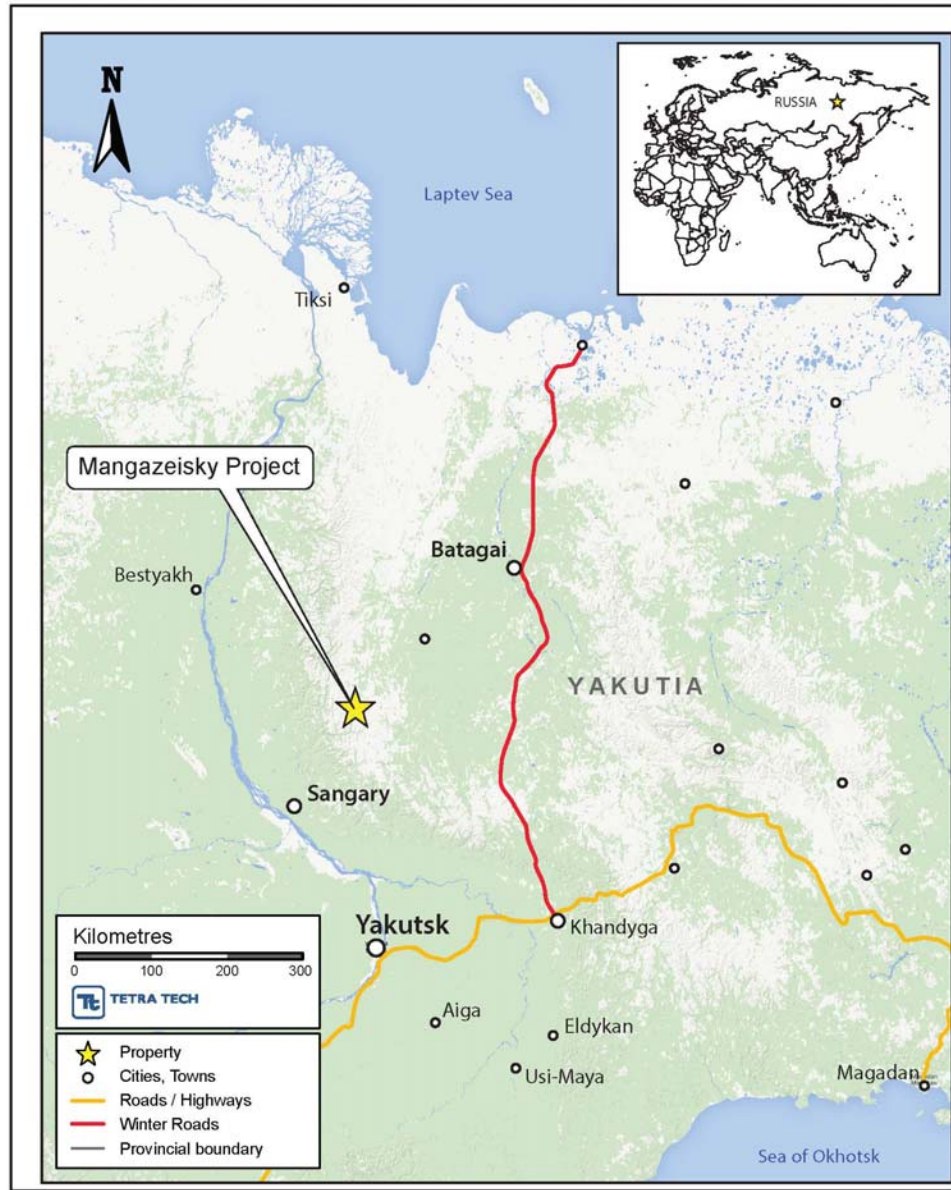 N
RUSSIA
Laptev Sea
Tiksi
Mangazeisky Project
Batagai
Bestyakh
YAKUTIA
Sangary
Khandyga
Yakutsk
Kilometres
0 100 200 300
Tt TETRA TECH
Aiga
Eldykan
Usi-Maya
Magadan
Property
Cities, Towns
Roads / Highways
Winter Roads
Provincial boundary
Sea of Okhotsk